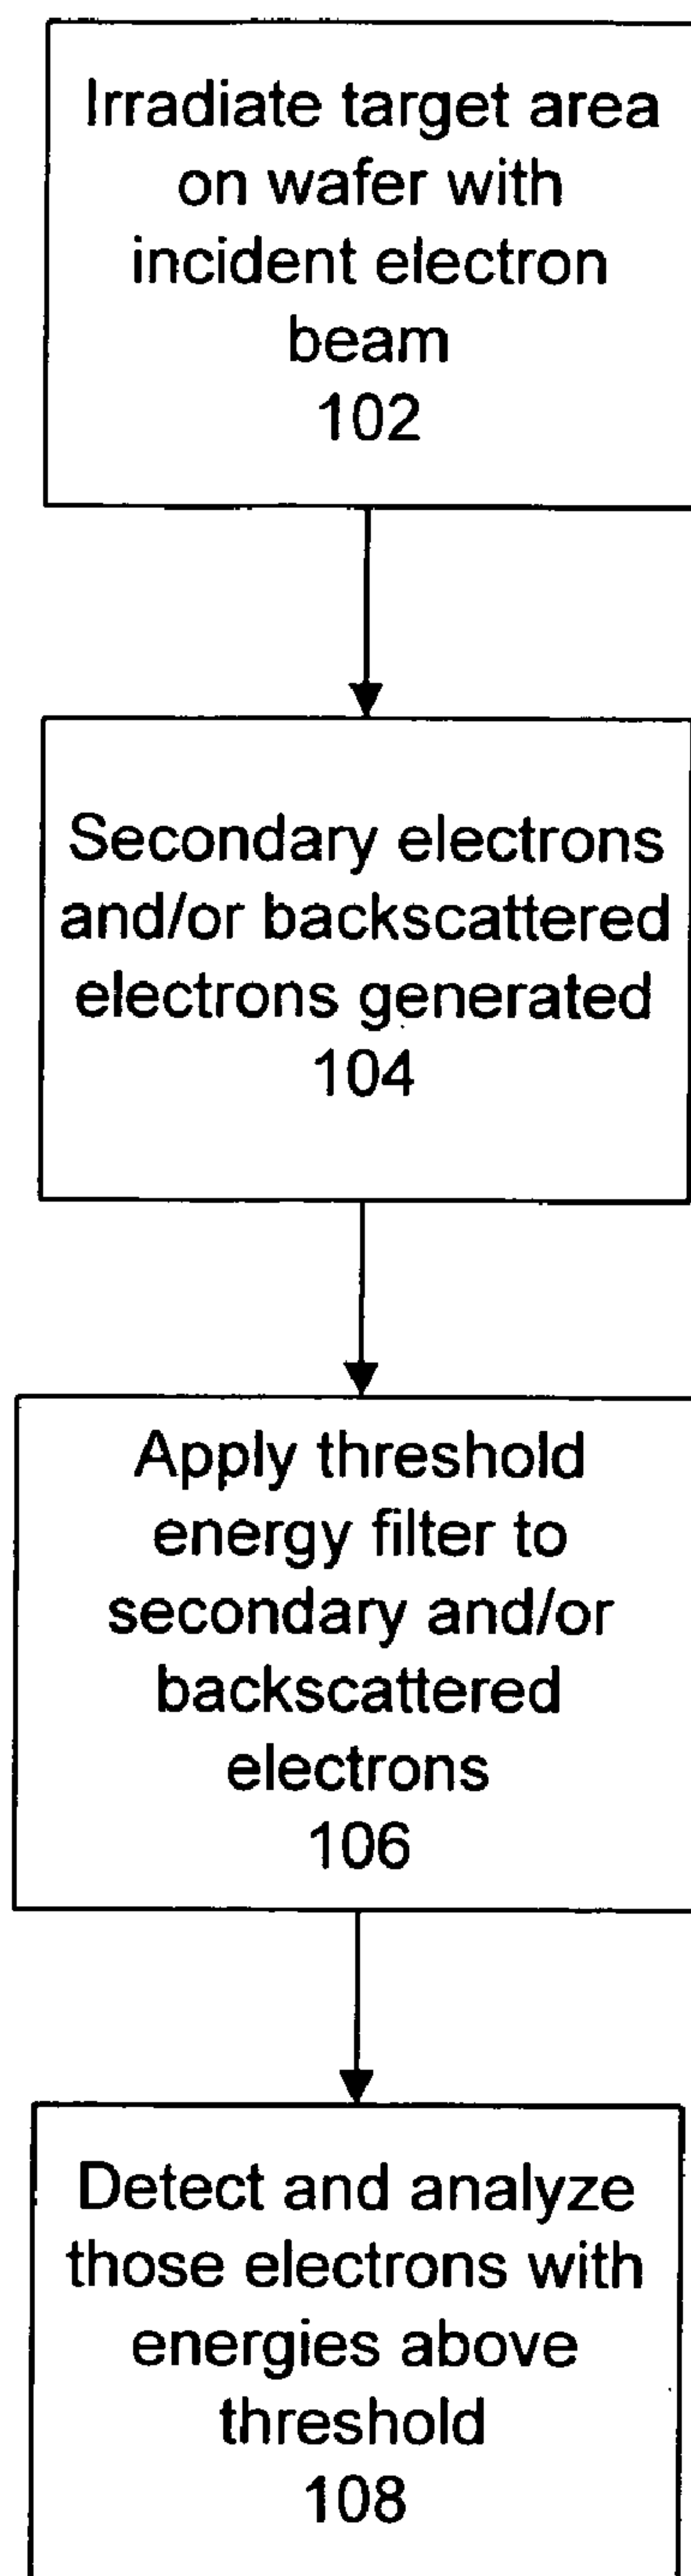 Irradiate target area
on wafer with
incident electron
beam
102
Secondary electrons
and/or backscattered
electrons generated
104
Apply threshold
energy filter to
secondary and/or
backscattered
electrons
106
Detect and analyze
those electrons with
energies above
threshold
108